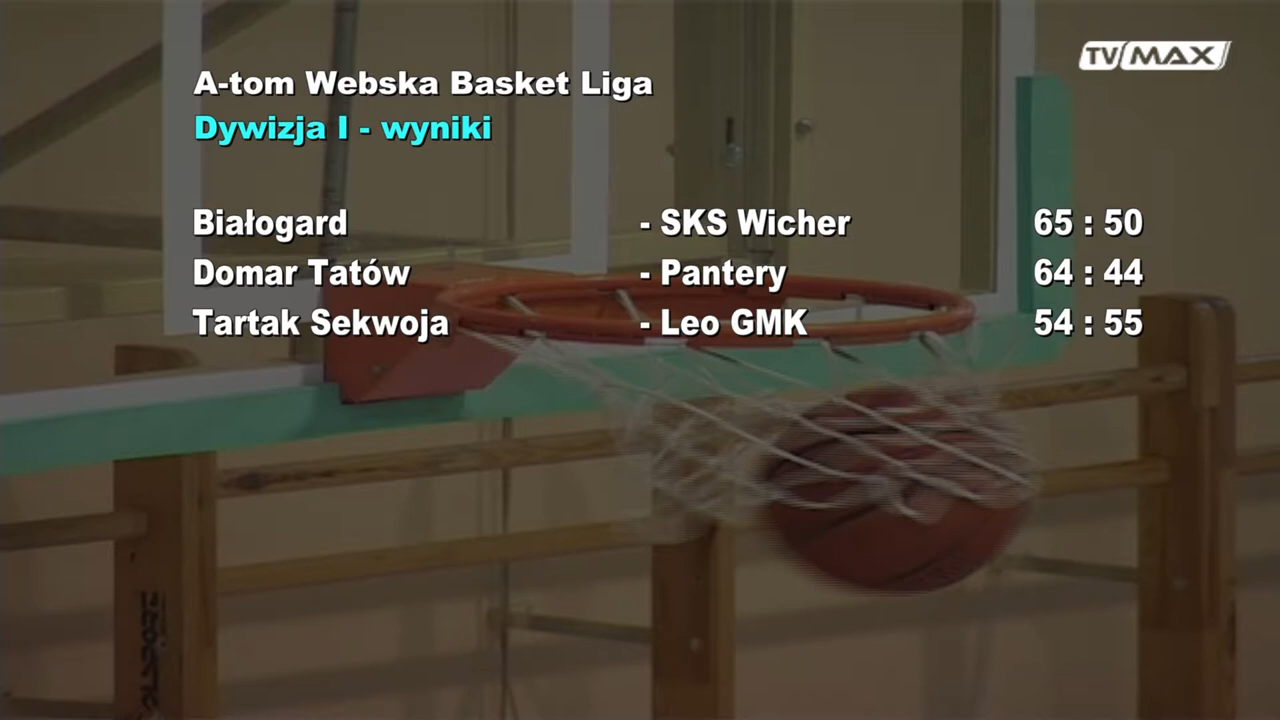 TV MAX
A-tom Webska Basket Liga
Dywizja I - wyniki
Białogard - SKS Wicher 65 : 50
Domar Tatów - Pantery 64 : 44
Tartak Sekwoja - Leo GMK 54 : 55